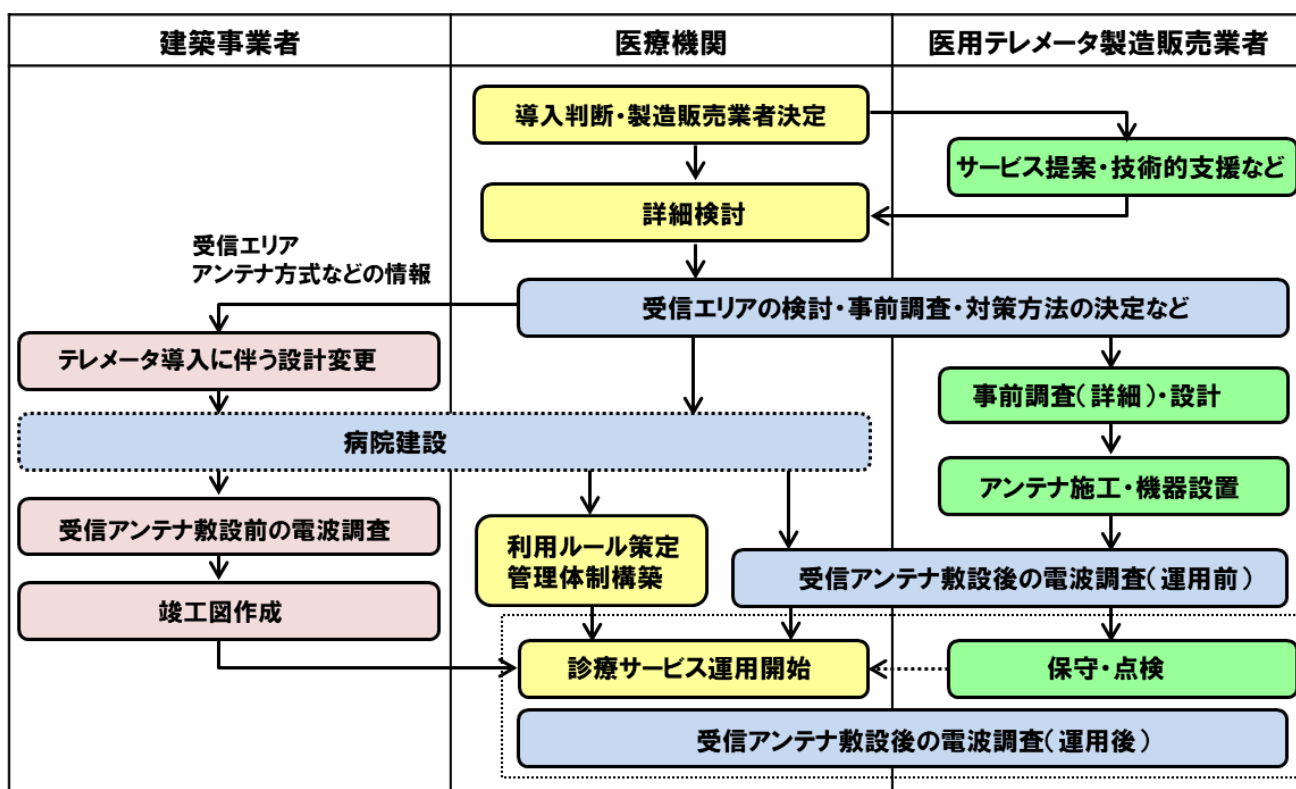 建築事業者
医療機関
医用テレメータ製造販売業者
導入判断・製造販売業者決定
サービス提案・技術的支援など
詳細検討
受信エリア
アンテナ方式などの情報
受信エリアの検討・事前調査・対策方法の決定など
テレメータ導入に伴う設計変更
事前調査(詳細)・設計
病院建設
アンテナ施工・機器設置
受信アンテナ敷設前の電波調査
利用ルール策定
管理体制構築
受信アンテナ敷設後の電波調査(運用前)
竣工図作成
診療サービス運用開始
保守・点検
受信アンテナ敷設後の電波調査(運用後)